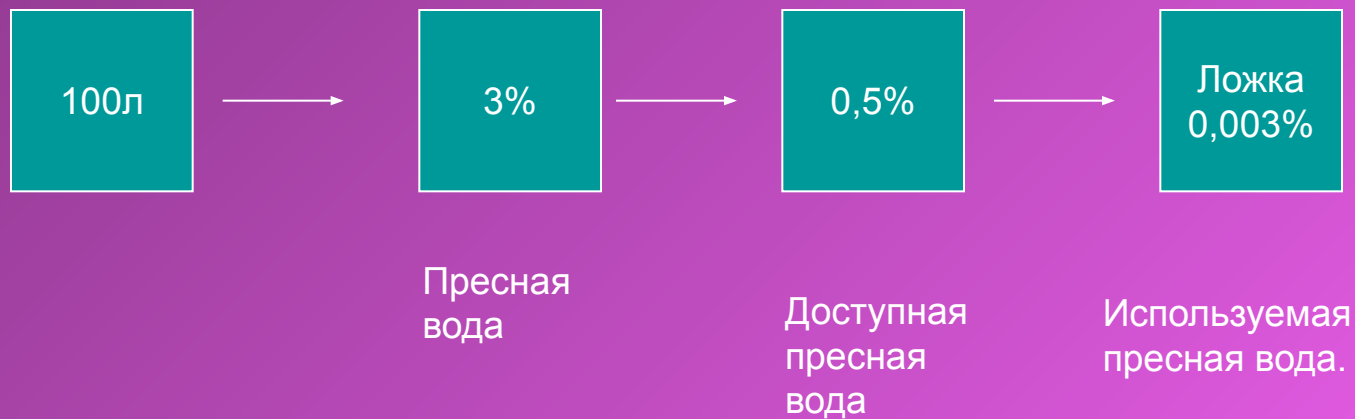 100л
3%
0,5%
Ложка
0,003%
Пресная
вода
Доступная
пресная
вода
Используемая
пресная вода.